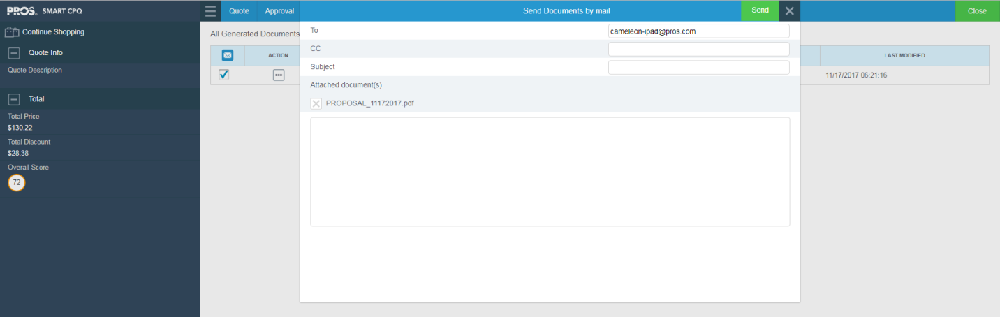 PROS. SMART CPQ
Continue Shopping
Quote Info
Quote Description
-
Total
Total Price
$130.22
Total Discount
$28.38
Overall Score
72
Quote Approval
Send Documents by mail Send
Close
All Generated Documents
ACTION
LAST MODIFIED
11/17/2017 06:21:16
To cameleon-ipad@pros.com
CC
Subject
Attached document(s)
PROPOSAL_11172017.pdf